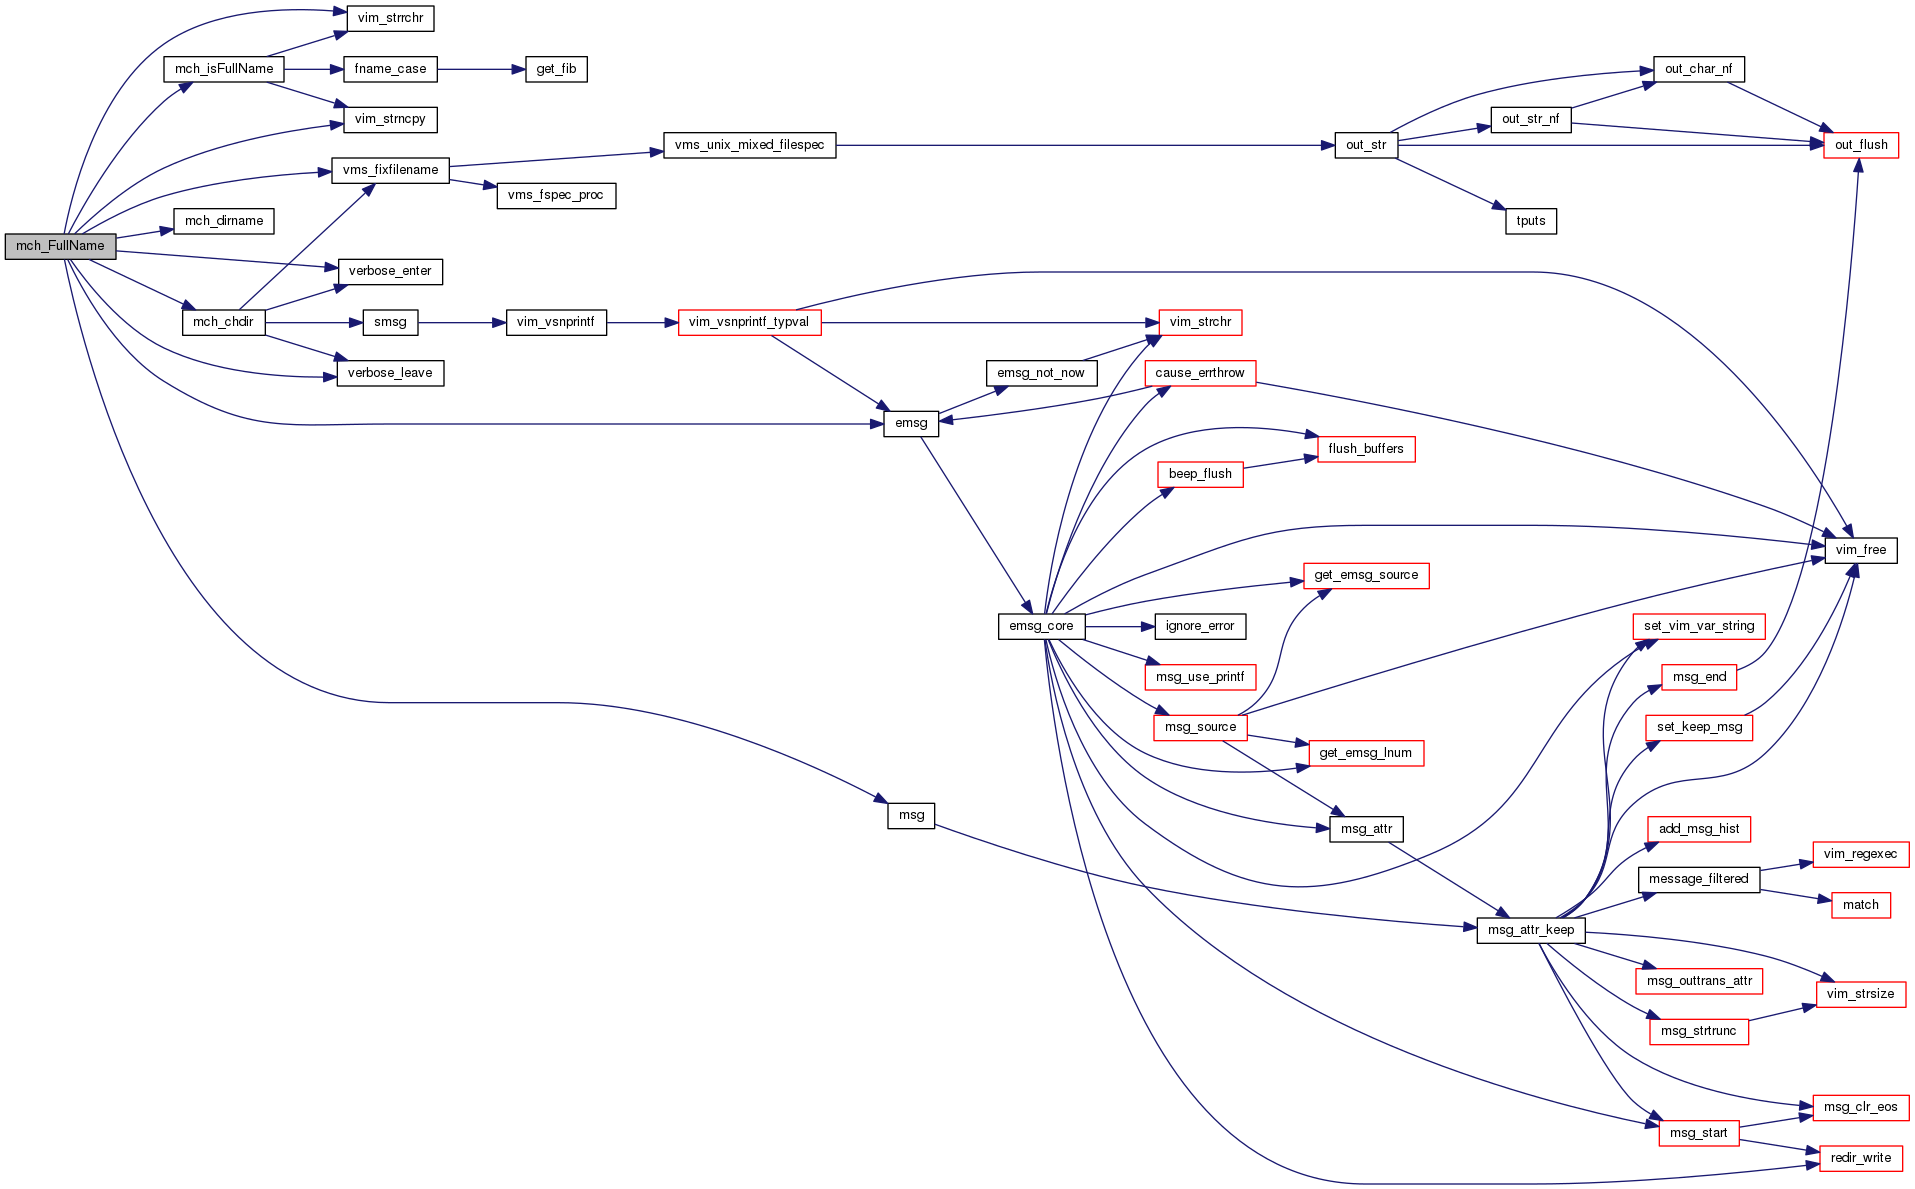 vim_strrchr
mch_isFullName
fname_case
get_fib
out_char_nf
vim_strncpy
out_str_nf
vms_unix_mixed_filespec
out_str
out_flush
vms_fixfilename
vms_fspec_proc
mch_dirname
tputs
mch_FullName
verbose_enter
mch_chdir
smsg
vim_vsnprintf
vim_vsnprintf_typval
vim_strchr
verbose_leave
emsg_not_now
cause_errthrow
emsg
flush_buffers
beep_flush
vim_free
get_emsg_source
emsg_core
ignore_error
set_vim_var_string
msg_use_printf
msg_end
msg_source
set_keep_msg
get_emsg_lnum
msg
msg_attr
add_msg_hist
vim_regexec
message_filtered
match
msg_attr_keep
msg_outtrans_attr
vim_strsize
msg_strtrunc
msg_clr_eos
msg_start
redir_write